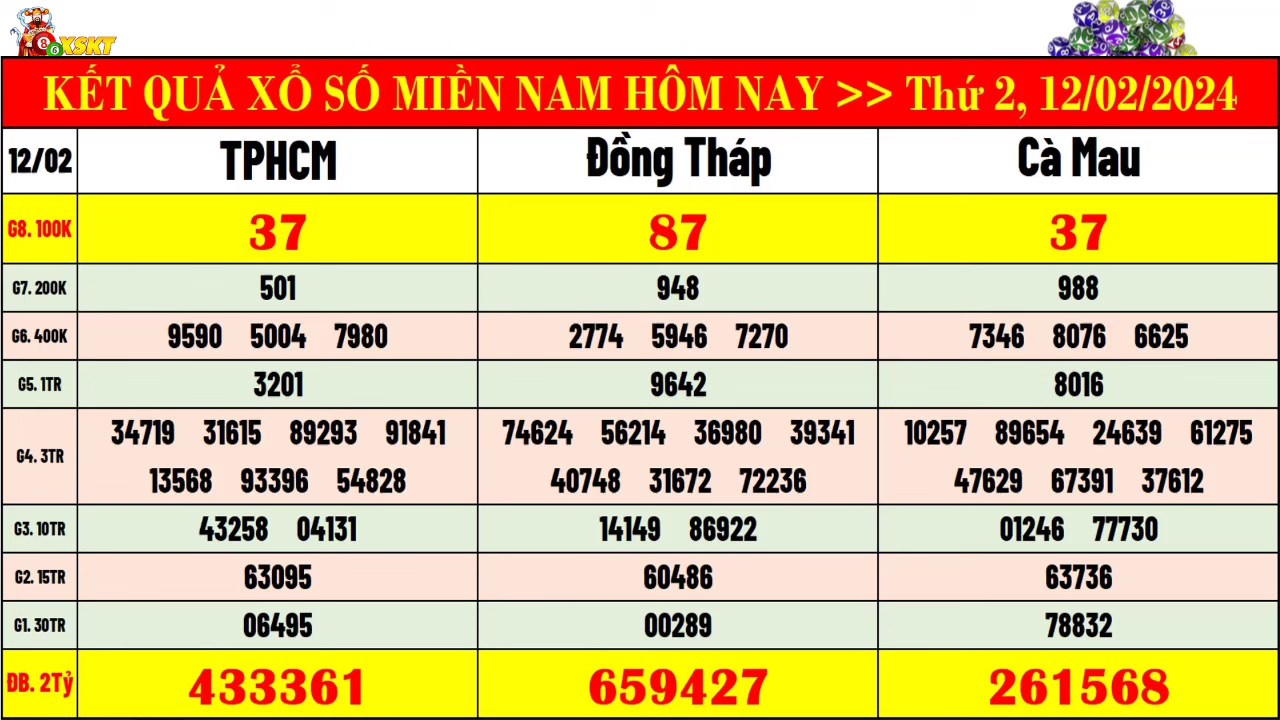 XSKT
KẾT QUẢ XỔ SỐ MIỀN NAM HÔM NAY >> Thứ 2, 12/02/2024
12/02 TPHCM Đồng Tháp Cà Mau
G8. 100K 37 87 37
G7. 200K 501 948 988
G6. 400K 9590 5004 7980 2774 5946 7270 7346 8076 6625
G5. 1TR 3201 9642 8016
G4. 3TR 34719 31615 89293 91841 74624 56214 36980 39341 10257 89654 24639 61275
13568 93396 54828 40748 31672 72236 47629 67391 37612
G3. 10TR 43258 04131 14149 86922 01246 77730
G2. 15TR 63095 60486 63736
G1. 30TR 06495 00289 78832
ĐB. 2Tỷ 433361 659427 261568